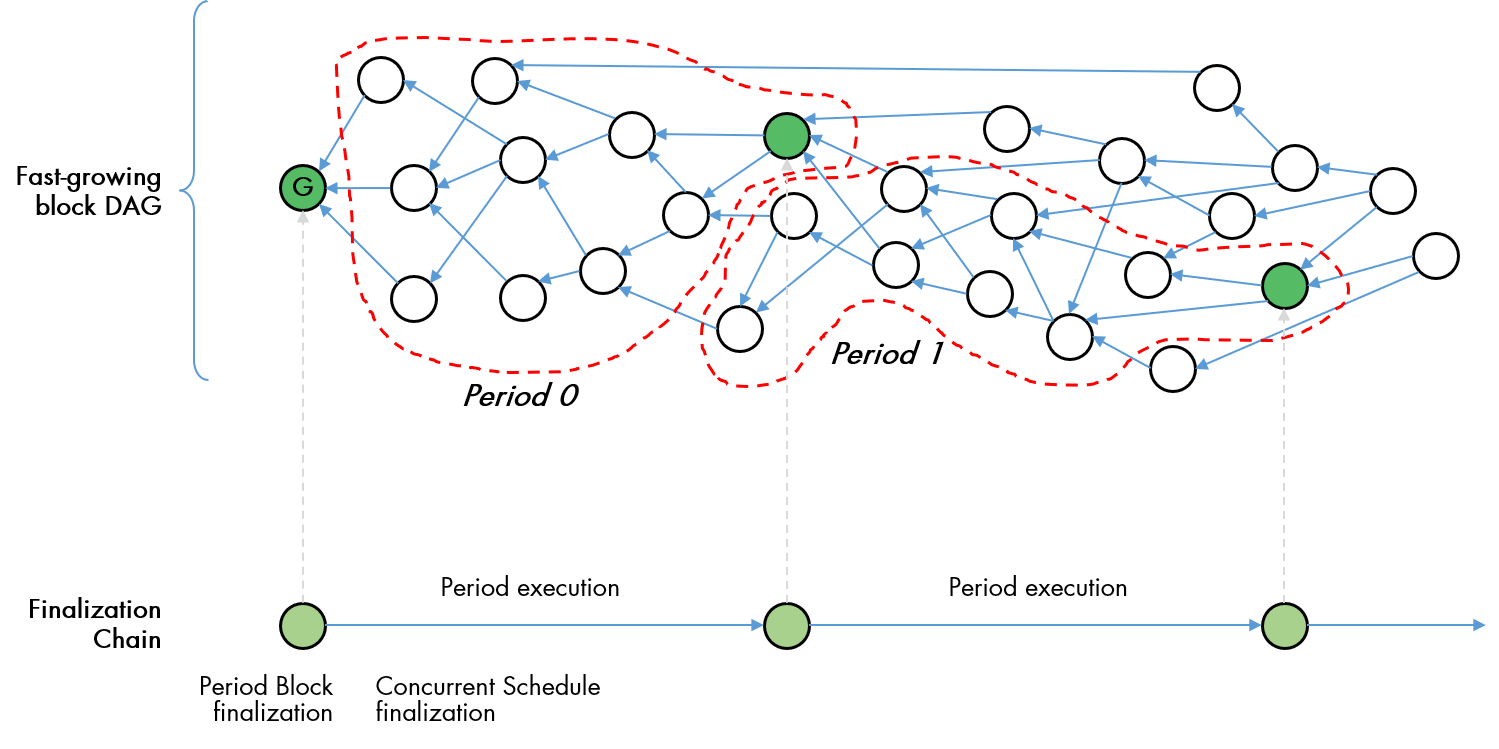 G
Fast-growing
block DAG
Period 1
Period 0
Period execution
Period execution
Finalization
Chain
Period Block
finalization
Concurrent Schedule
finalization